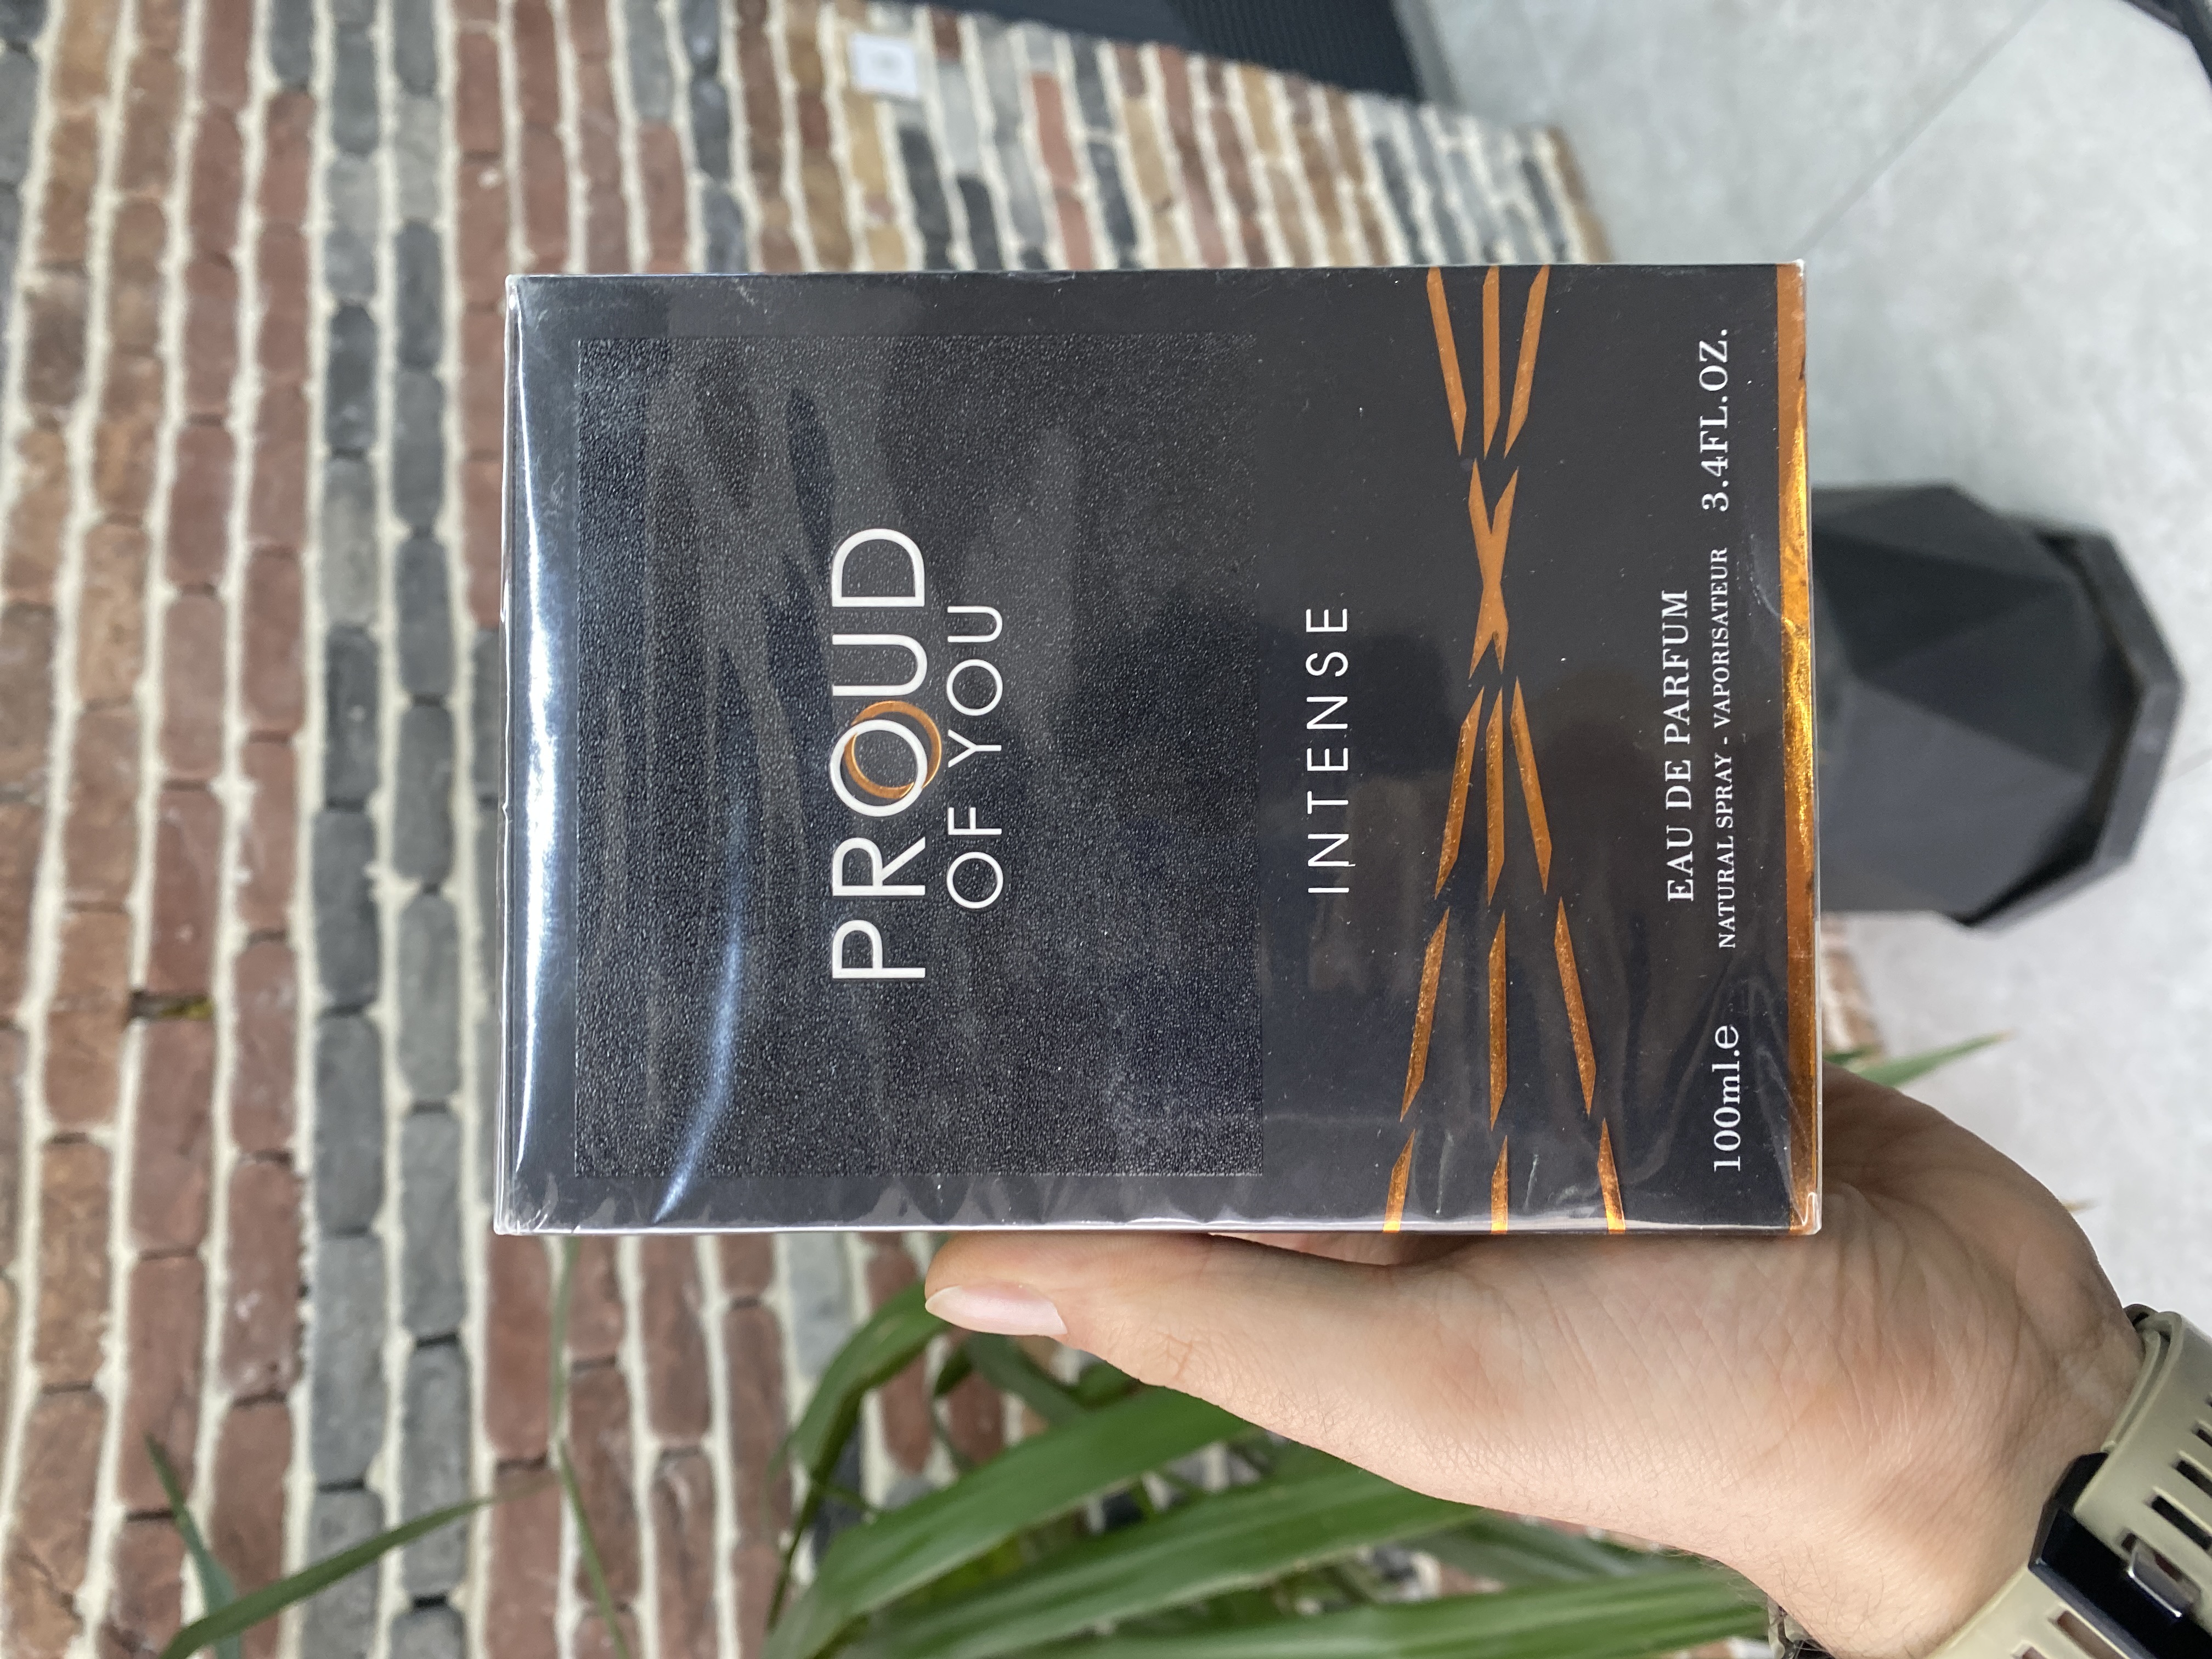 PROUD
OF YOU
INTENSE
EAU DE PARFUM
100ml.e NATURAL SPRAY - VAPORISATEUR 3.4FL.OZ.